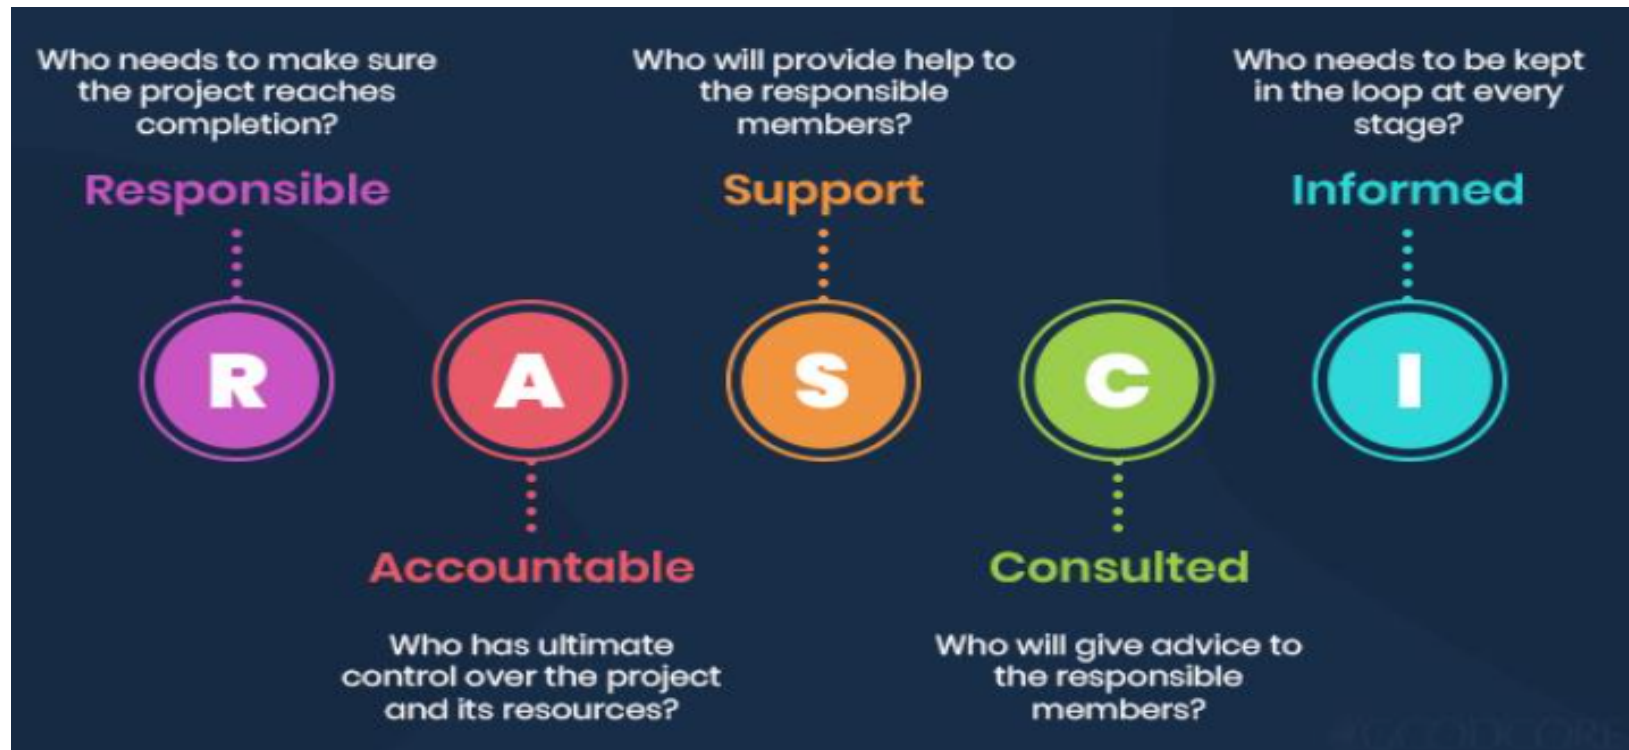 Who needs to make sure
the project reaches
completion?
Responsible
Who will provide help to
the responsible
members?
Support
Who needs to be kept
in the loop at every
stage?
Informed
R
A
S
C
I
Accountable
Who has ultimate
control over the project
and its resources?
Consulted
Who will give advice to
the responsible
members?
GOODCORE